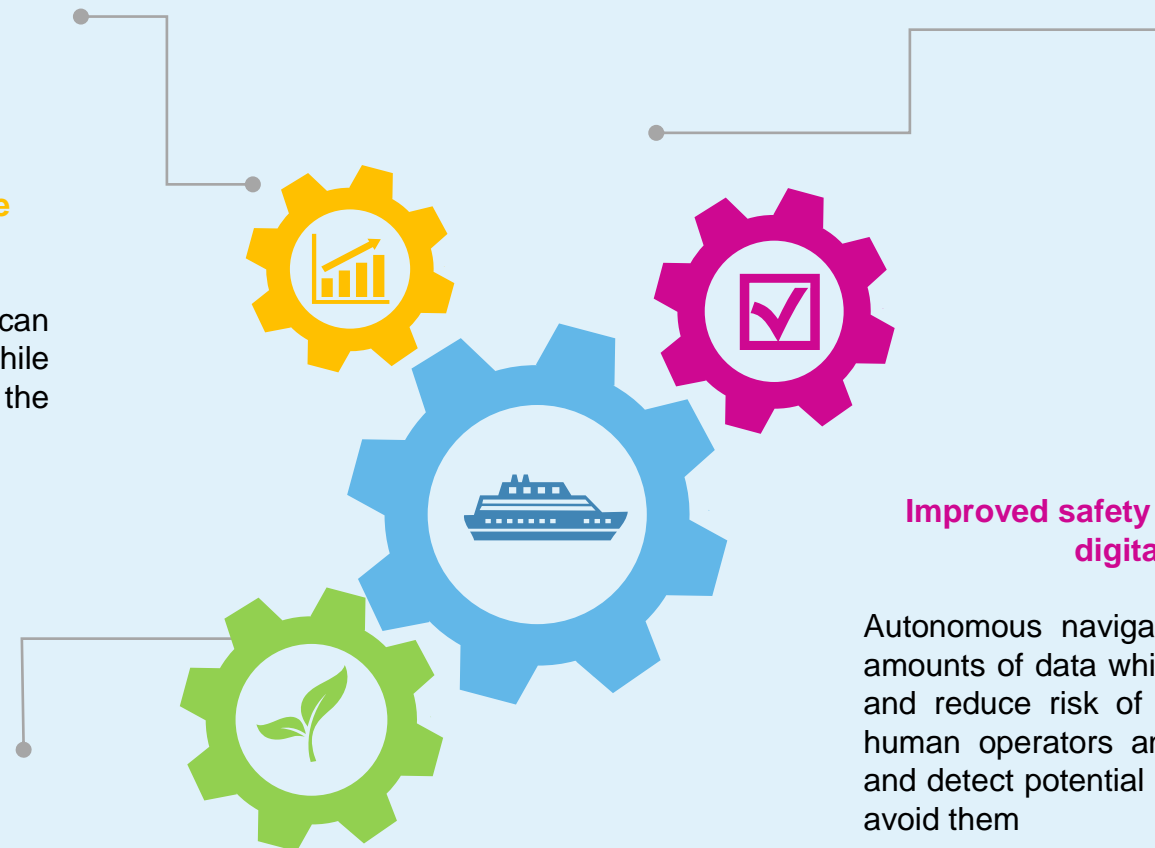 e
can
hile
the
Improved safety
digita
Autonomous naviga
amounts of data whi
and reduce risk of
human operators ar
and detect potential
avoid them